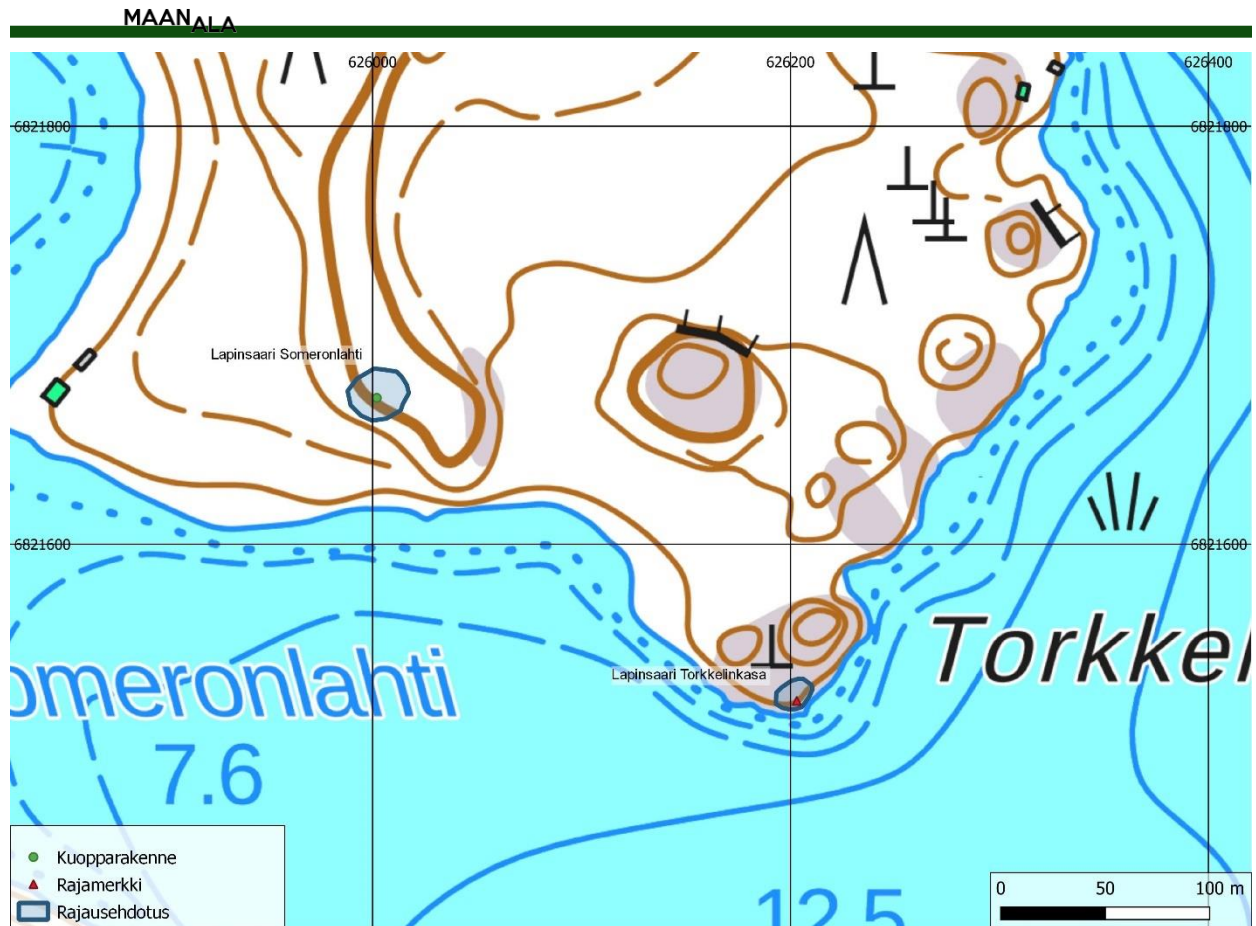 MAANALA
626000 626200 626400
6821800 6821800
Lapinsaari Someronlahti
6821600 6821600
Torkkel
Lapinsaari Torkkelinkasa
omeronlahti
7.6
12.5
Kuopparakenne
Rajamerkki
Rajausehdotus
0 50 100 m